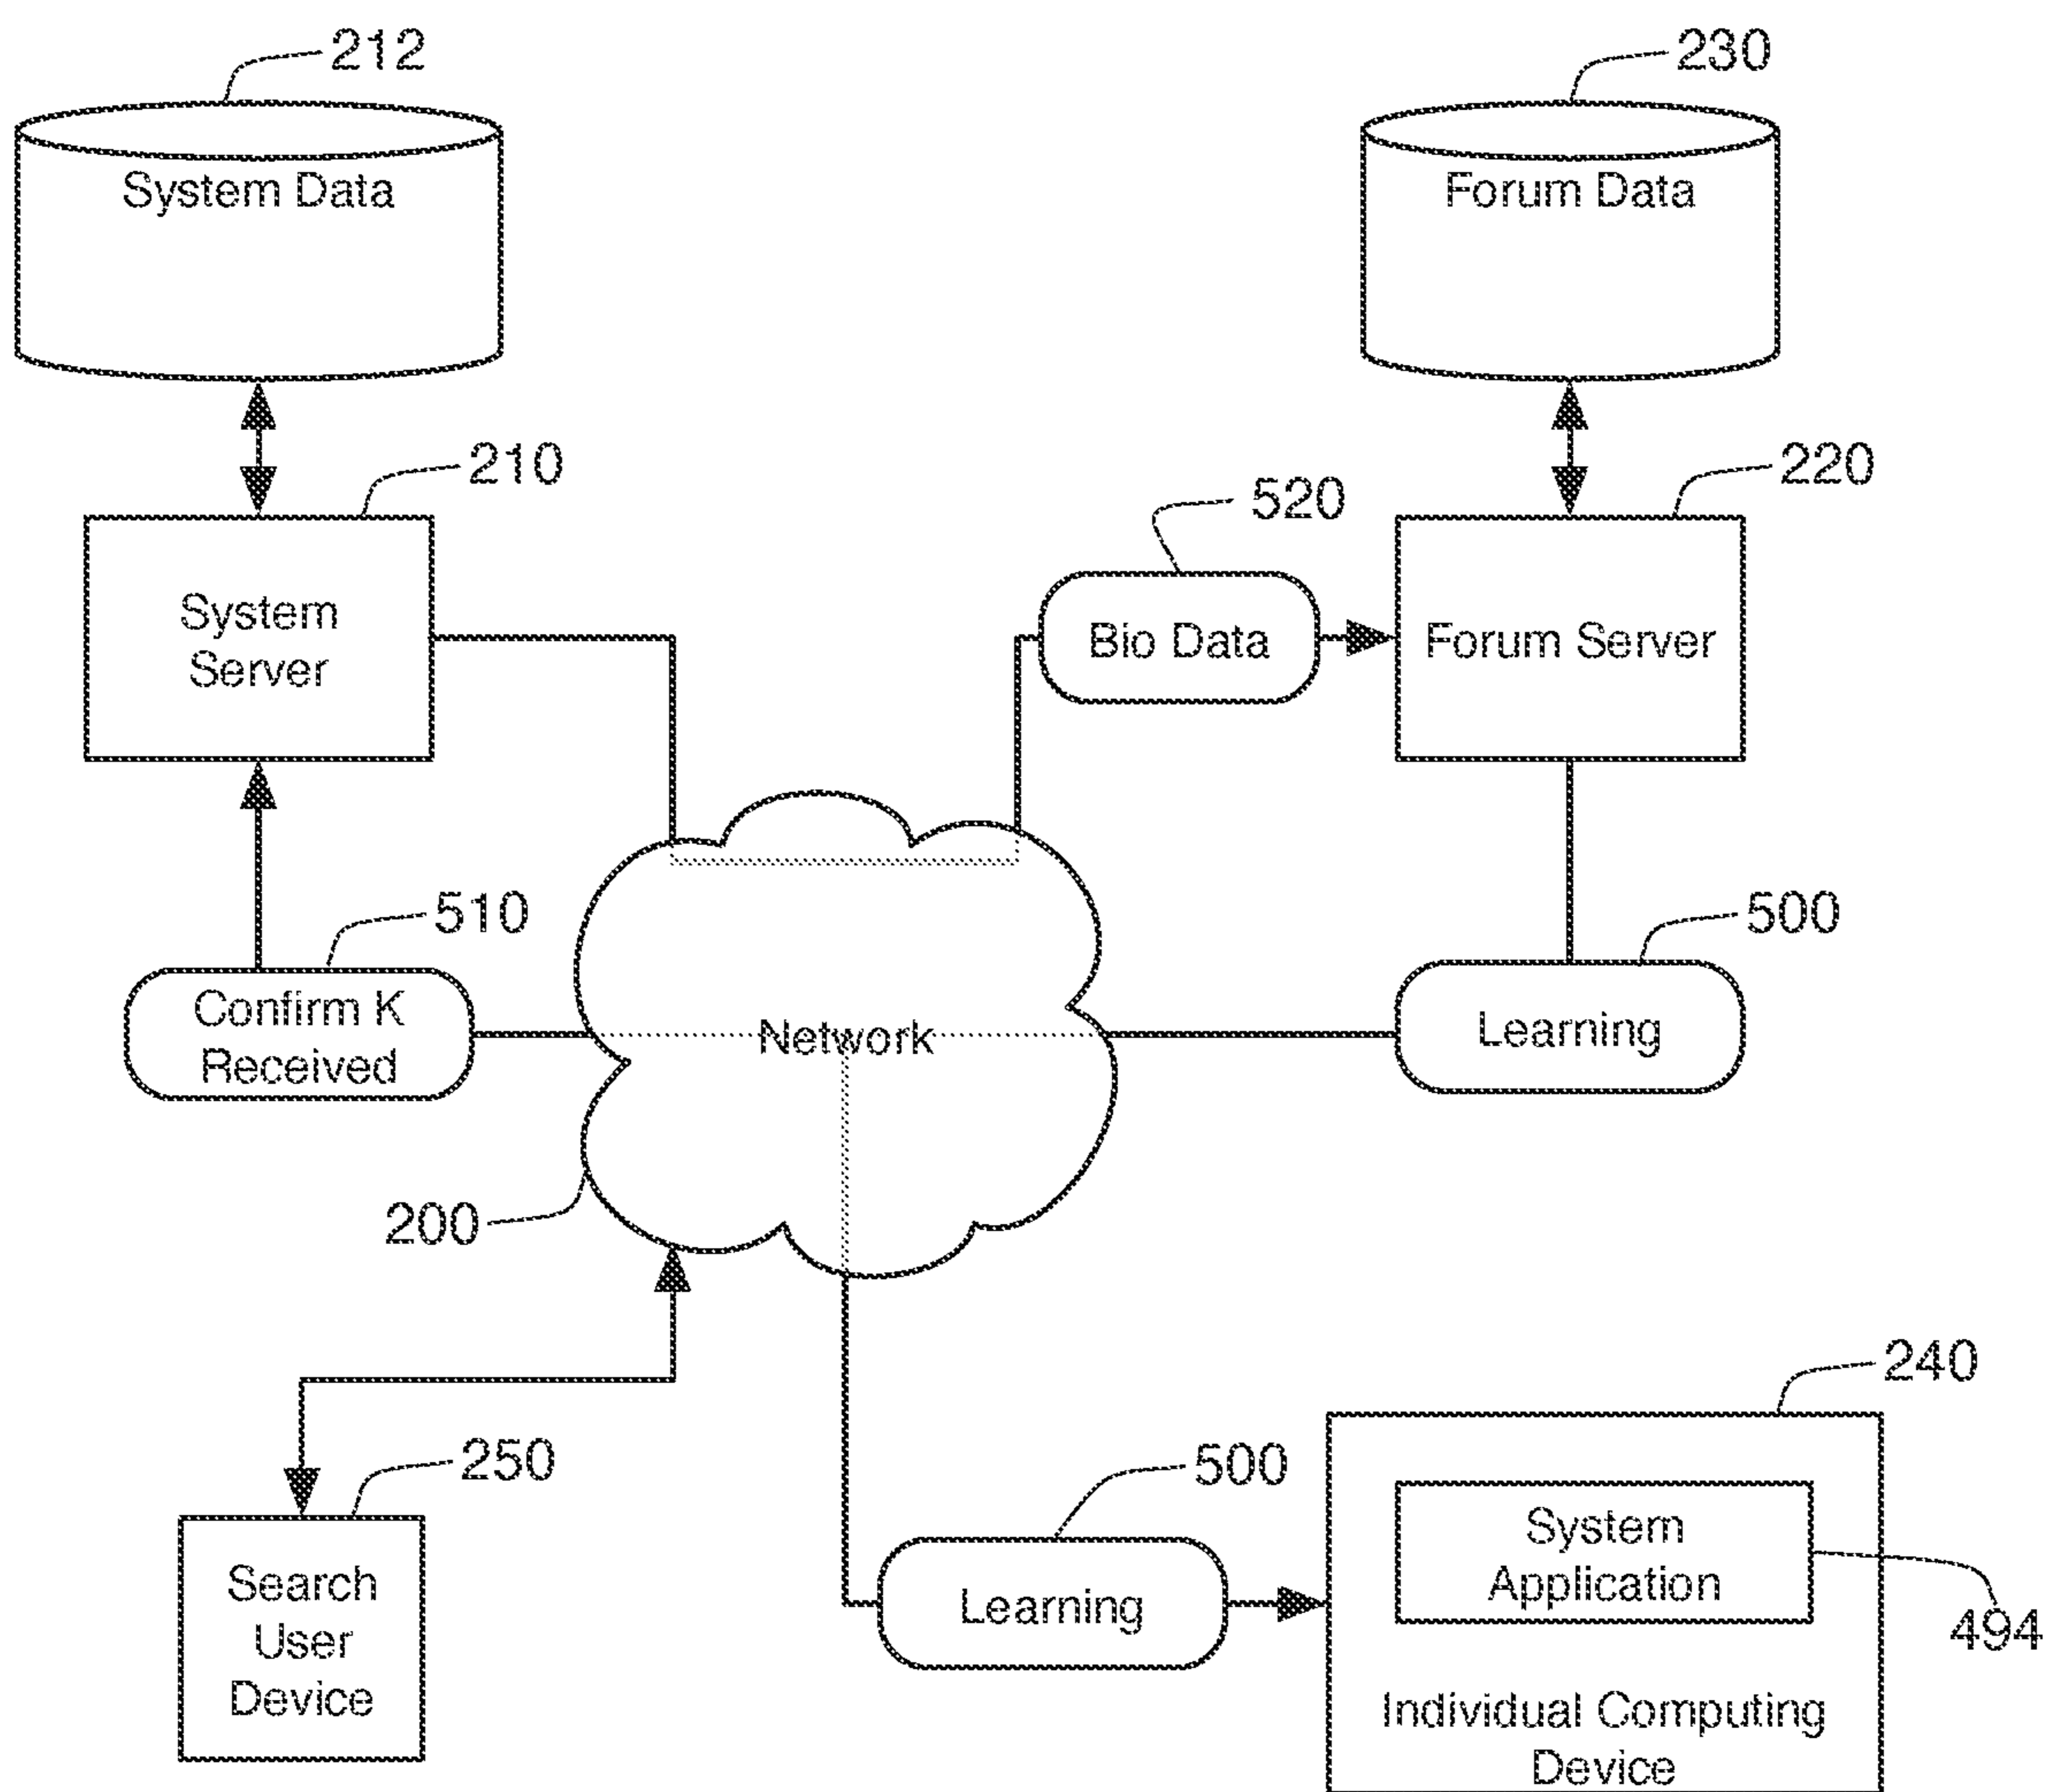 212
230
System Data
Forum Data
210
220
520
System
Server
Bio Data
Forum Server
510
500
Confirm K
Received
Network
Learning
200
240
250
500
System
Application
Search
User
Device
Learning
494
Individual Computing
Device